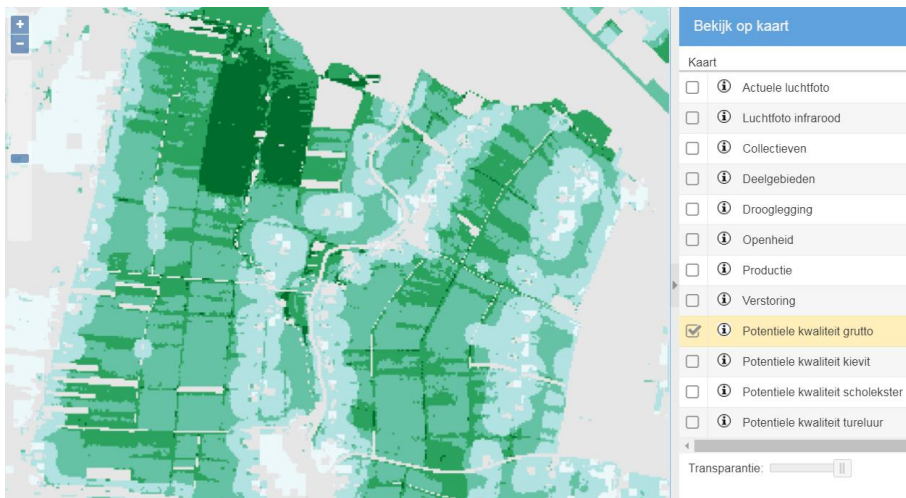 +
−
Bekijk op kaart
Kaart
Actuele luchtfoto
Luchtfoto infrarood
Collectieven
Deelgebieden
Drooglegging
Openheid
Productie
Verstoring
Potentiele kwaliteit grutto
Potentiele kwaliteit kievit
Potentiele kwaliteit scholekster
Potentiele kwaliteit tureluur
Transparantie: